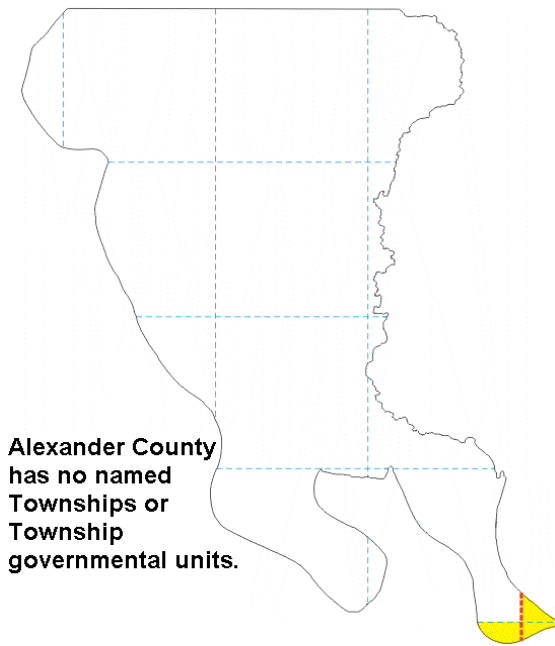 Alexander County
has no named
Townships or
Township
governmental units.